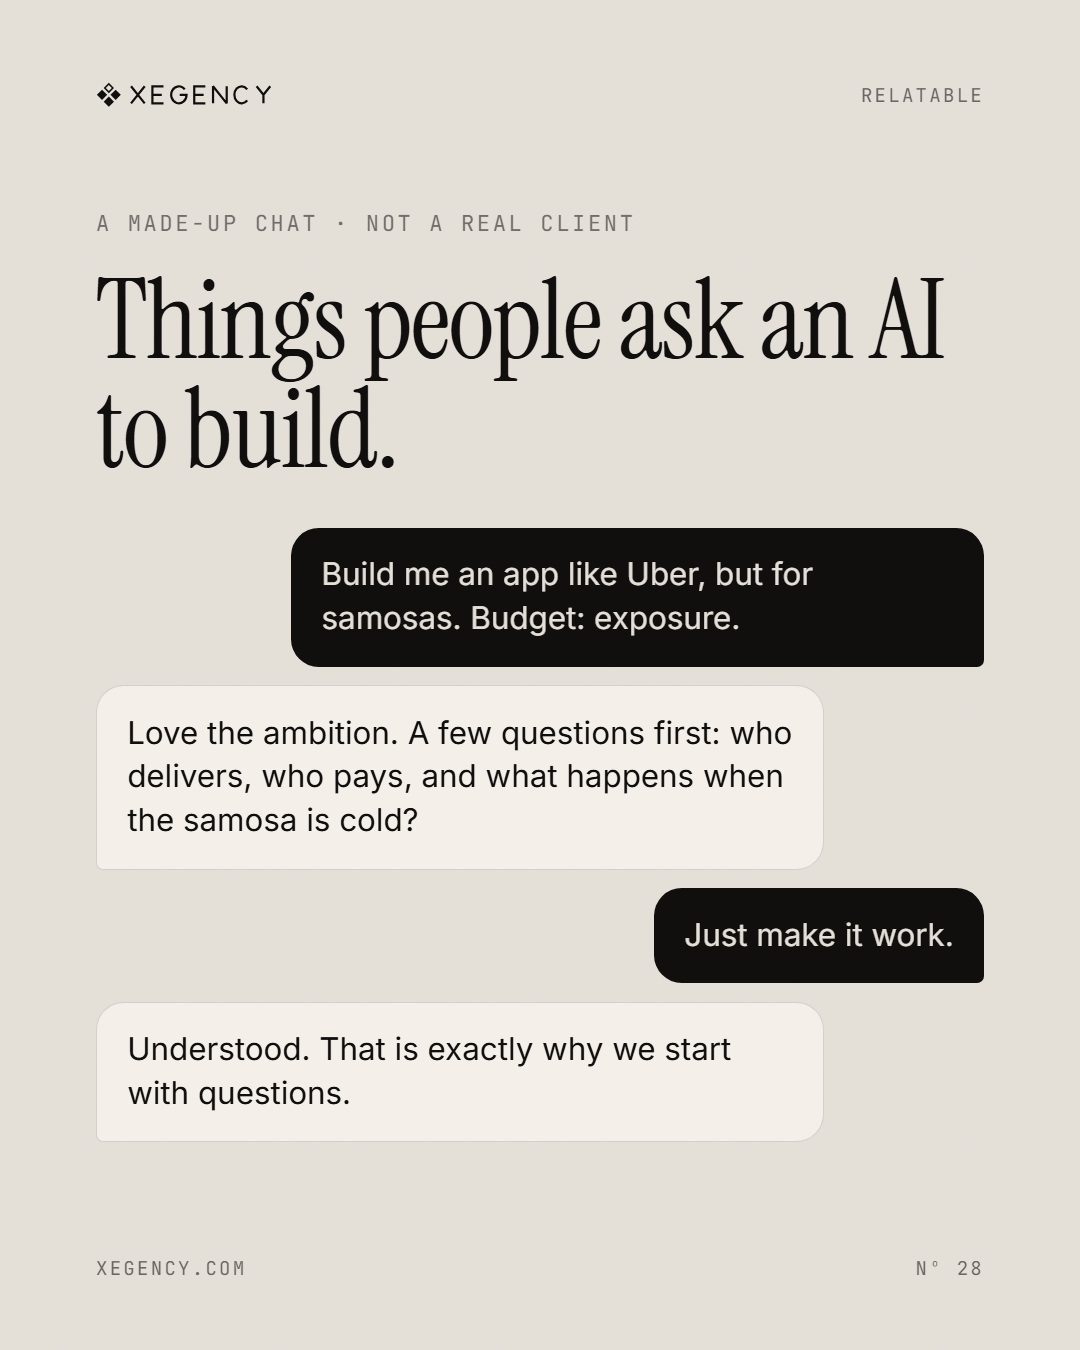 XEGENCY
RELATABLE
A MADE-UP CHAT · NOT A REAL CLIENT
Things people ask an AI
to build.
Build me an app like Uber, but for
samosas. Budget: exposure.
Love the ambition. A few questions first: who
delivers, who pays, and what happens when
the samosa is cold?
Just make it work.
Understood. That is exactly why we start
with questions.
XEGENCY.COM
N° 28